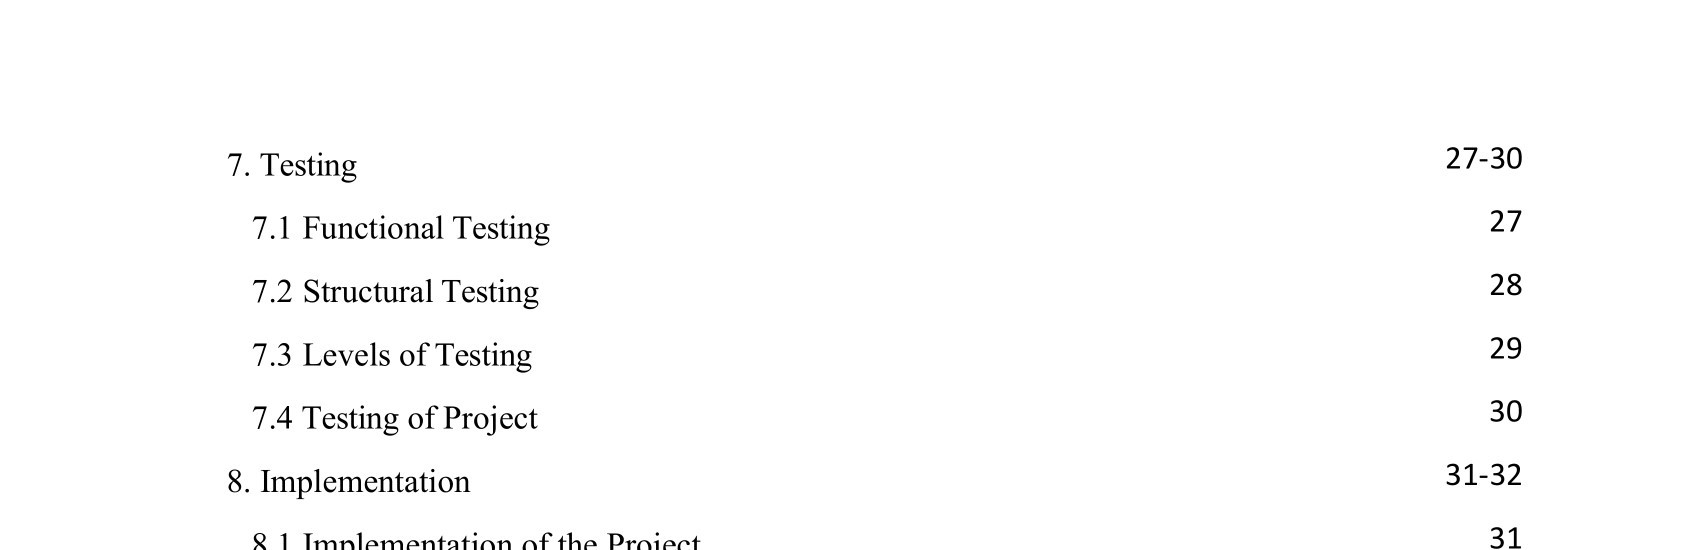 7. Testing 27-30
7.1 Functional Testing 27
7.2 Structural Testing 28
7.3 Levels of Testing 29
7.4 Testing of Project 30
8. Implementation 31-32
8.1 Implementation of the Project 31